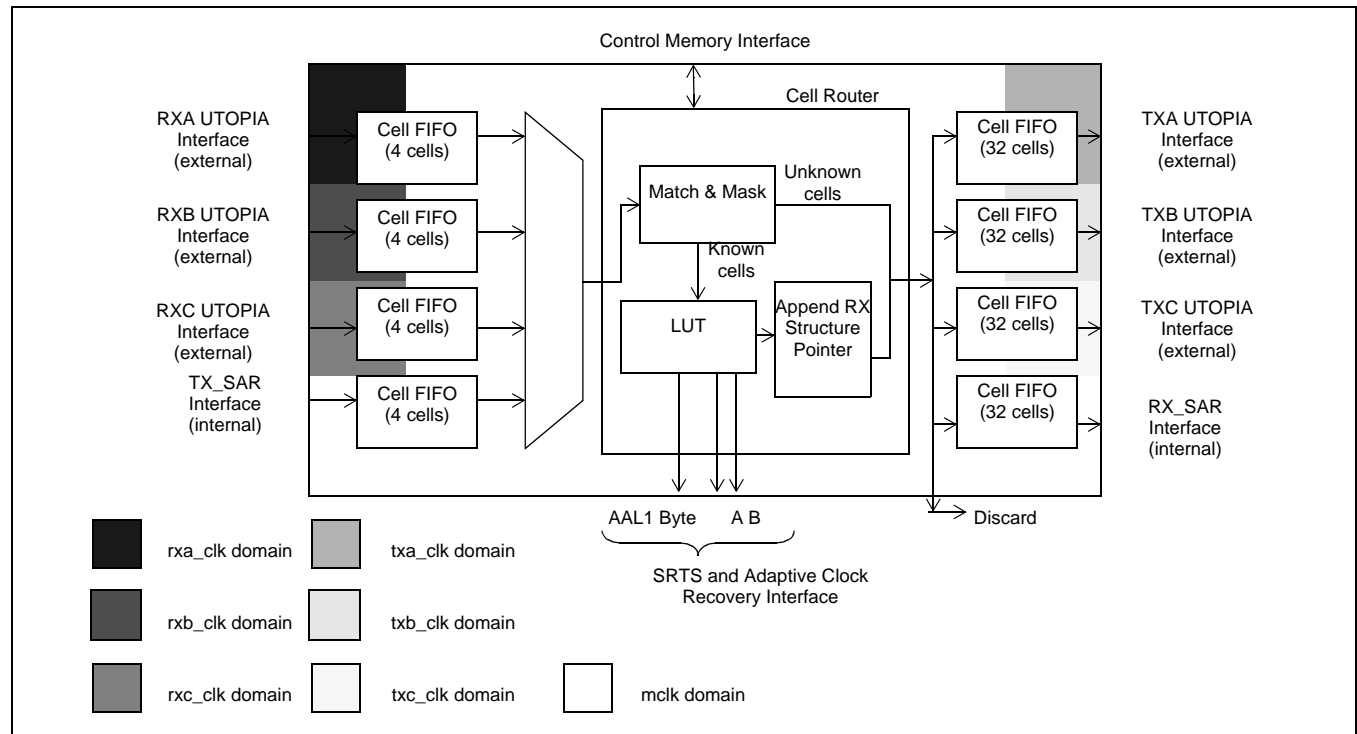 Control Memory Interface
Cell Router
RXA UTOPIA
Interface
(external)
Cell FIFO
(4 cells)
RXB UTOPIA
Interface
(external)
Cell FIFO
(4 cells)
RXC UTOPIA
Interface
(external)
Cell FIFO
(4 cells)
TX_SAR
Interface
(internal)
Cell FIFO
(4 cells)
Match & Mask
Unknown
cells
Known
cells
LUT
Append RX
Structure
Pointer
Cell FIFO
(32 cells)
TXA UTOPIA
Interface
(external)
Cell FIFO
(32 cells)
TXB UTOPIA
Interface
(external)
Cell FIFO
(32 cells)
TXC UTOPIA
Interface
(external)
Cell FIFO
(32 cells)
RX_SAR
Interface
(internal)
AAL1 Byte
A B
Discard
SRTS and Adaptive Clock
Recovery Interface
rxa_clk domain
txa_clk domain
rxb_clk domain
txb_clk domain
rxc_clk domain
txc_clk domain
mclk domain